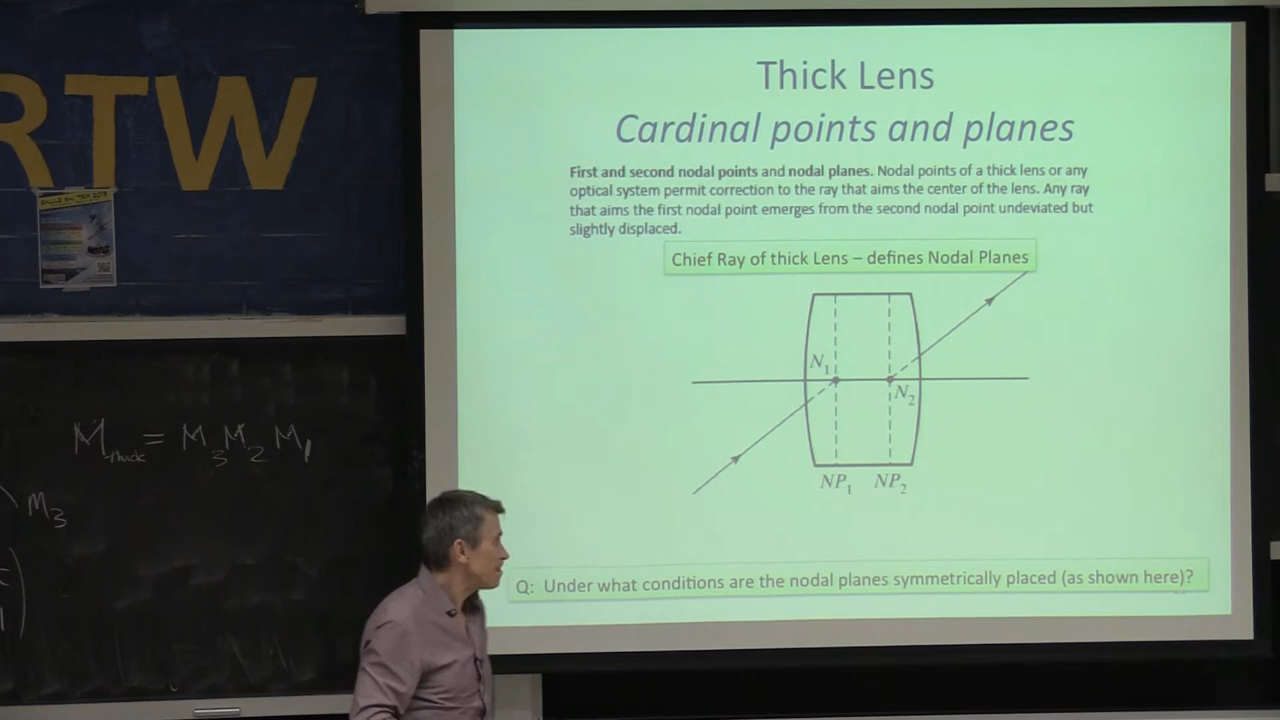 RTW
Thick Lens
Cardinal points and planes
First and second nodal points and nodal planes. Nodal points of a thick lens or any
optical system permit correction to the ray that aims the center of the lens. Any ray
that aims the first nodal point emerges from the second nodal point undeviated but
slightly displaced.
Chief Ray of thick Lens – defines Nodal Planes
N1
N2
NP1 NP2
Q: Under what conditions are the nodal planes symmetrically placed (as shown here)?
Mthick = M3 M2 M1
M3